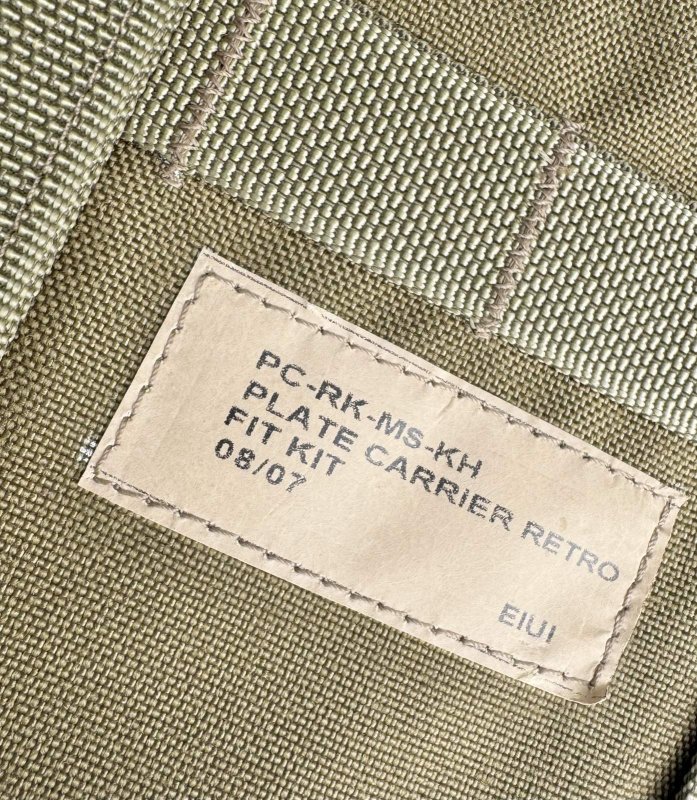 PC-RK-MS-KH
PLATE CARRIER RETRO
FIT KIT
08/07
EIUI